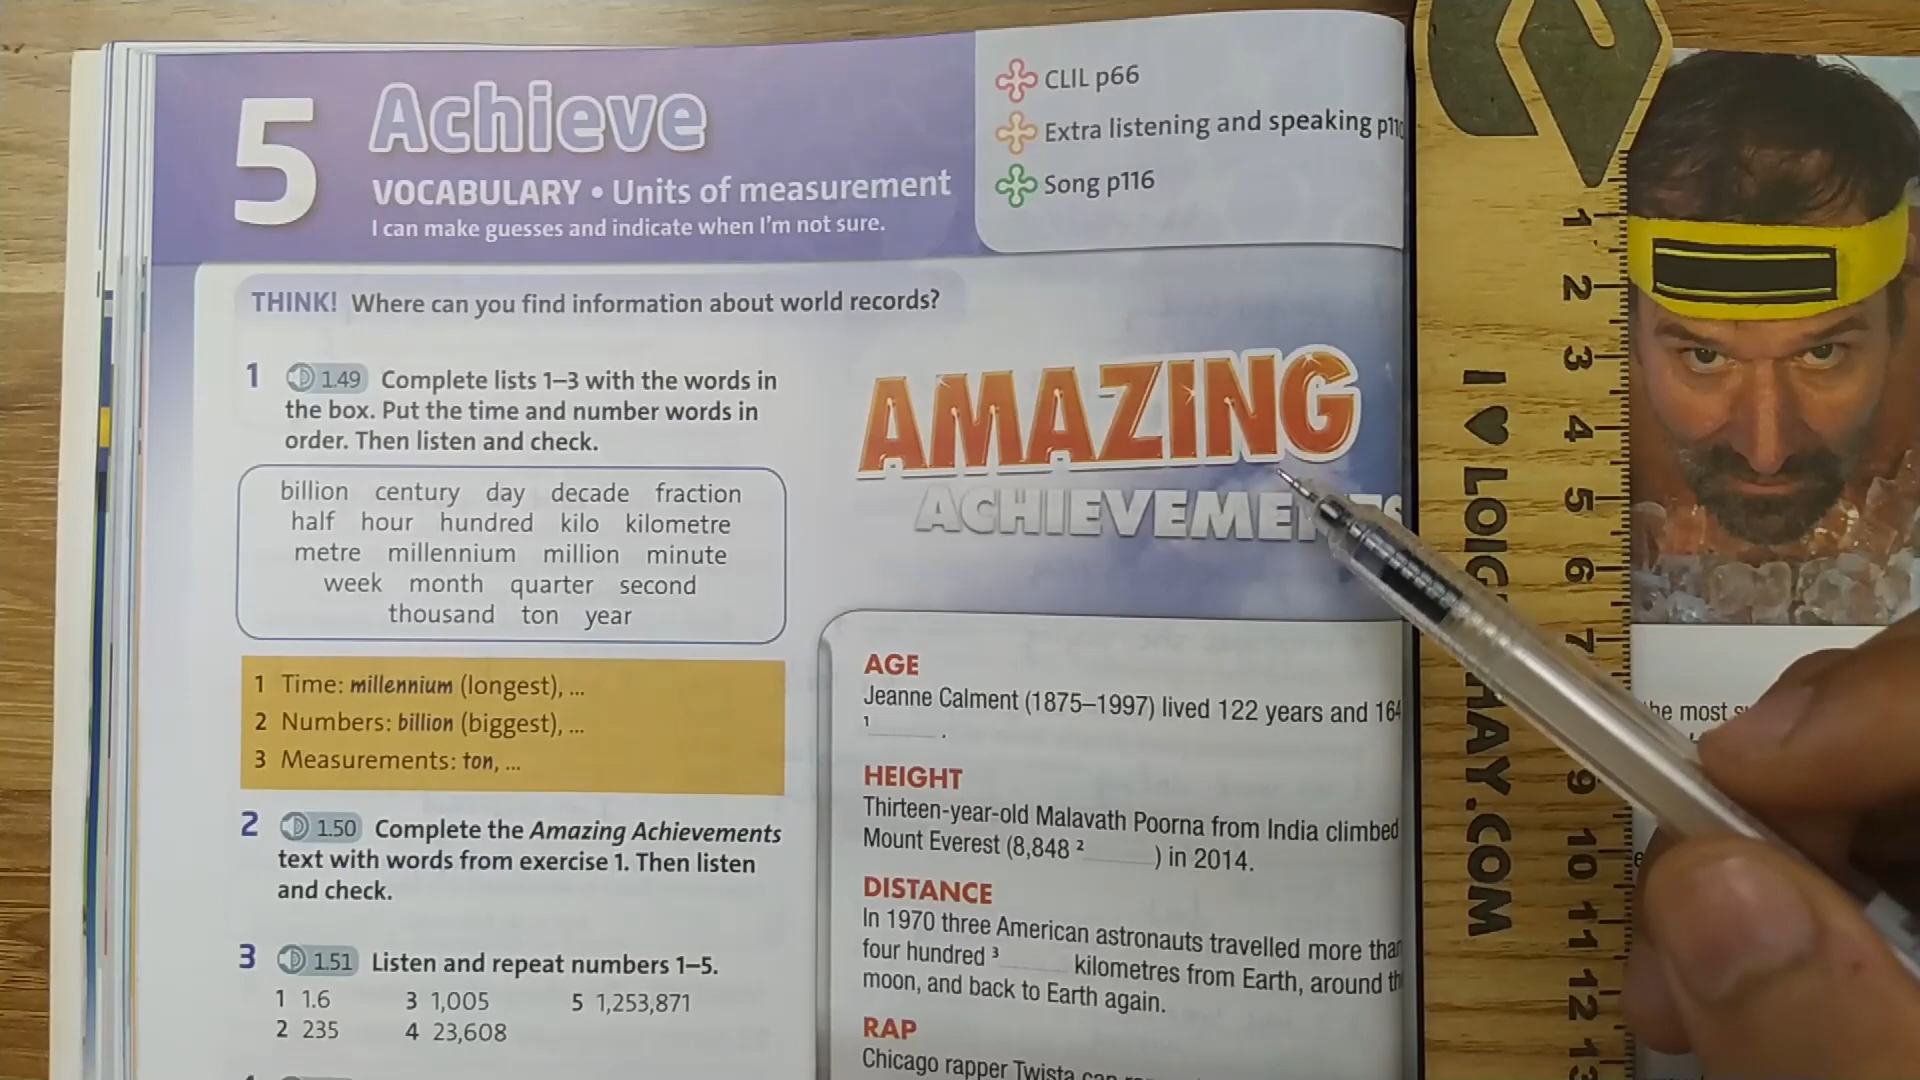 5 Achieve
VOCABULARY • Units of measurement
I can make guesses and indicate when I'm not sure.
CLIL p66
Extra listening and speaking
Song p116
THINK! Where can you find information about world records?
1 1.49 Complete lists 1–3 with the words in
the box. Put the time and number words in
order. Then listen and check.
billion century day decade fraction
half hour hundred kilo kilometre
metre millennium million minute
week month quarter second
thousand ton year
1 Time: millennium (longest), ...
2 Numbers: billion (biggest), ...
3 Measurements: ton, ...
2 1.50 Complete the Amazing Achievements
text with words from exercise 1. Then listen
and check.
3 1.51 Listen and repeat numbers 1–5.
1 1.6 3 1,005 5 1,253,871
2 235 4 23,608
AMAZING
ACHIEVEMENTS
AGE
Jeanne Calment (1875–1997) lived 122 years and 164
1 ______ .
HEIGHT
Thirteen-year-old Malavath Poorna from India climbed
Mount Everest (8,848 2 ______ ) in 2014.
DISTANCE
In 1970 three American astronauts travelled more than
four hundred 3 ______ kilometres from Earth, around
moon, and back to Earth again.
RAP
Chicago rapper Twista can
I ♥ MAY.COM
1
2
3
4
5
6
7
9
10
11
12
13
the most